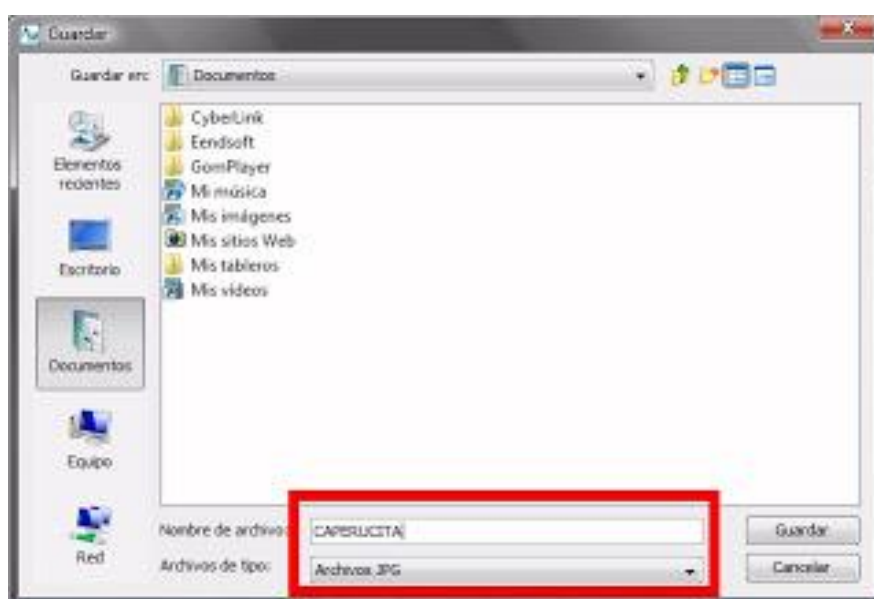 Guardar
Guardar en: Documentos
CyberLink
Eendsoft
GomPlayer
Mi música
Mis imágenes
Mis sitios Web
Mis tableros
Mis vídeos
Elementos recientes
Escritorio
Documentos
Equipo
Red
Nombre de archivo: CAPERUCITA Guardar
Archivos de tipo: Archivos JPG Cancelar